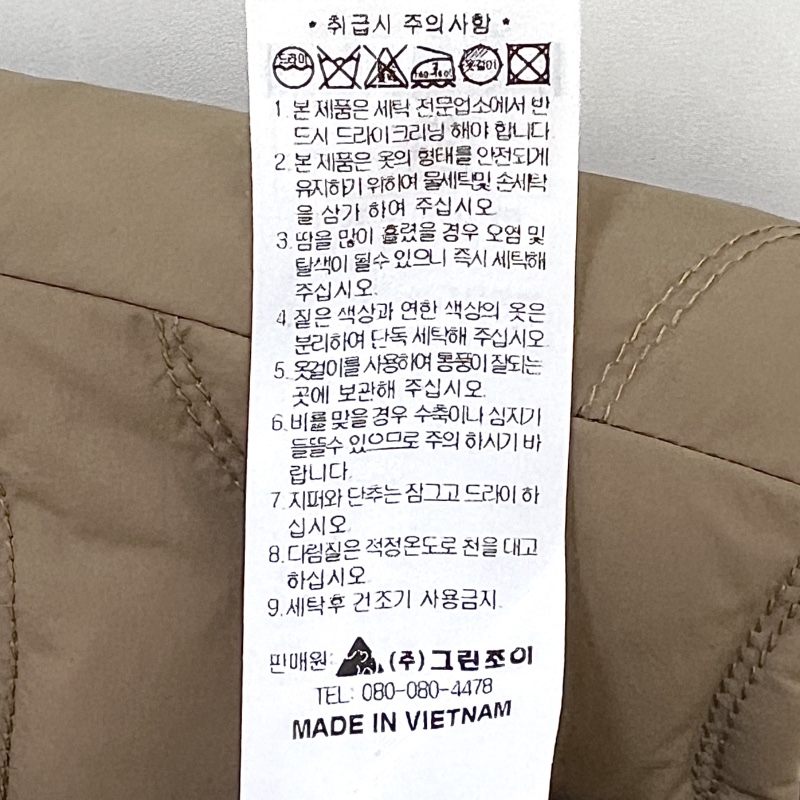 • 취급시 주의사항 •
드라이 옷걸이
1. 본 제품은 세탁 전문업소에서 반
드시 드라이크리닝 해야 합니다
2. 본 제품은 옷의 형태를 안전되게
유지하기 위하여 물세탁및 손세탁
을 삼가 하여 주십시오
3. 땀을 많이 흘렸을 경우 오염 및
탈색이 될수 있으니 즉시 세탁해
주십시오.
4. 짙은 색상과 연한 색상의 옷은
분리하여 단독 세탁해 주십시오
5. 옷걸이를 사용하여 통풍이 잘되는
곳에 보관해 주십시오.
6. 비를 맞을 경우 수축이나 심지가
들뜰수 있으므로 주의 하시기 바
랍니다.
7. 지퍼와 단추는 잠그고 드라이 하
십시오
8. 다림질은 적정온도로 천을 대고
하십시오
9. 세탁후 건조기 사용금지.
판매원: (주)그린조이
TEL: 080-080-4478
MADE IN VIETNAM